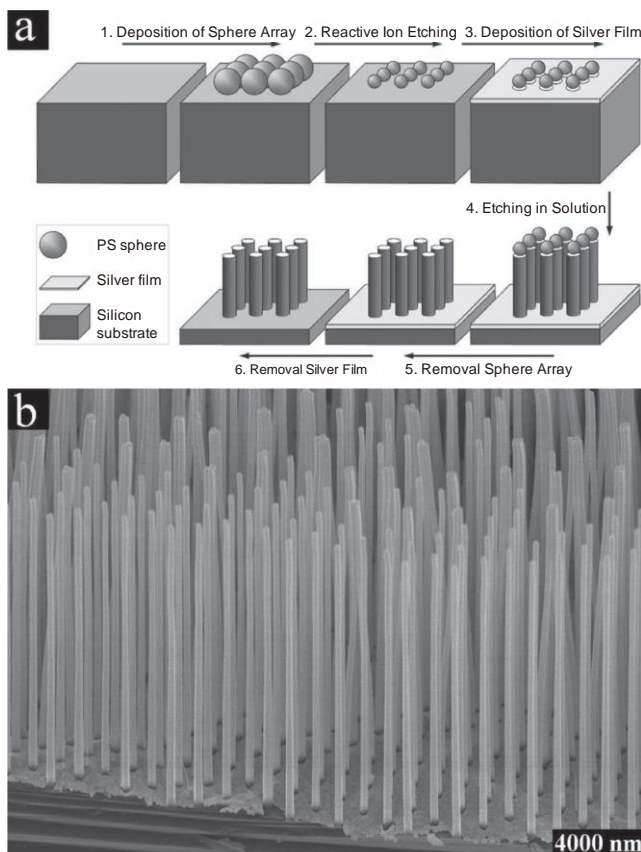 a
1. Deposition of Sphere Array
2. Reactive Ion Etching
3. Deposition of Silver Film
4. Etching in Solution
PS sphere
Silver film
Silicon
substrate
6. Removal Silver Film
5. Removal Sphere Array
b
4000 nm